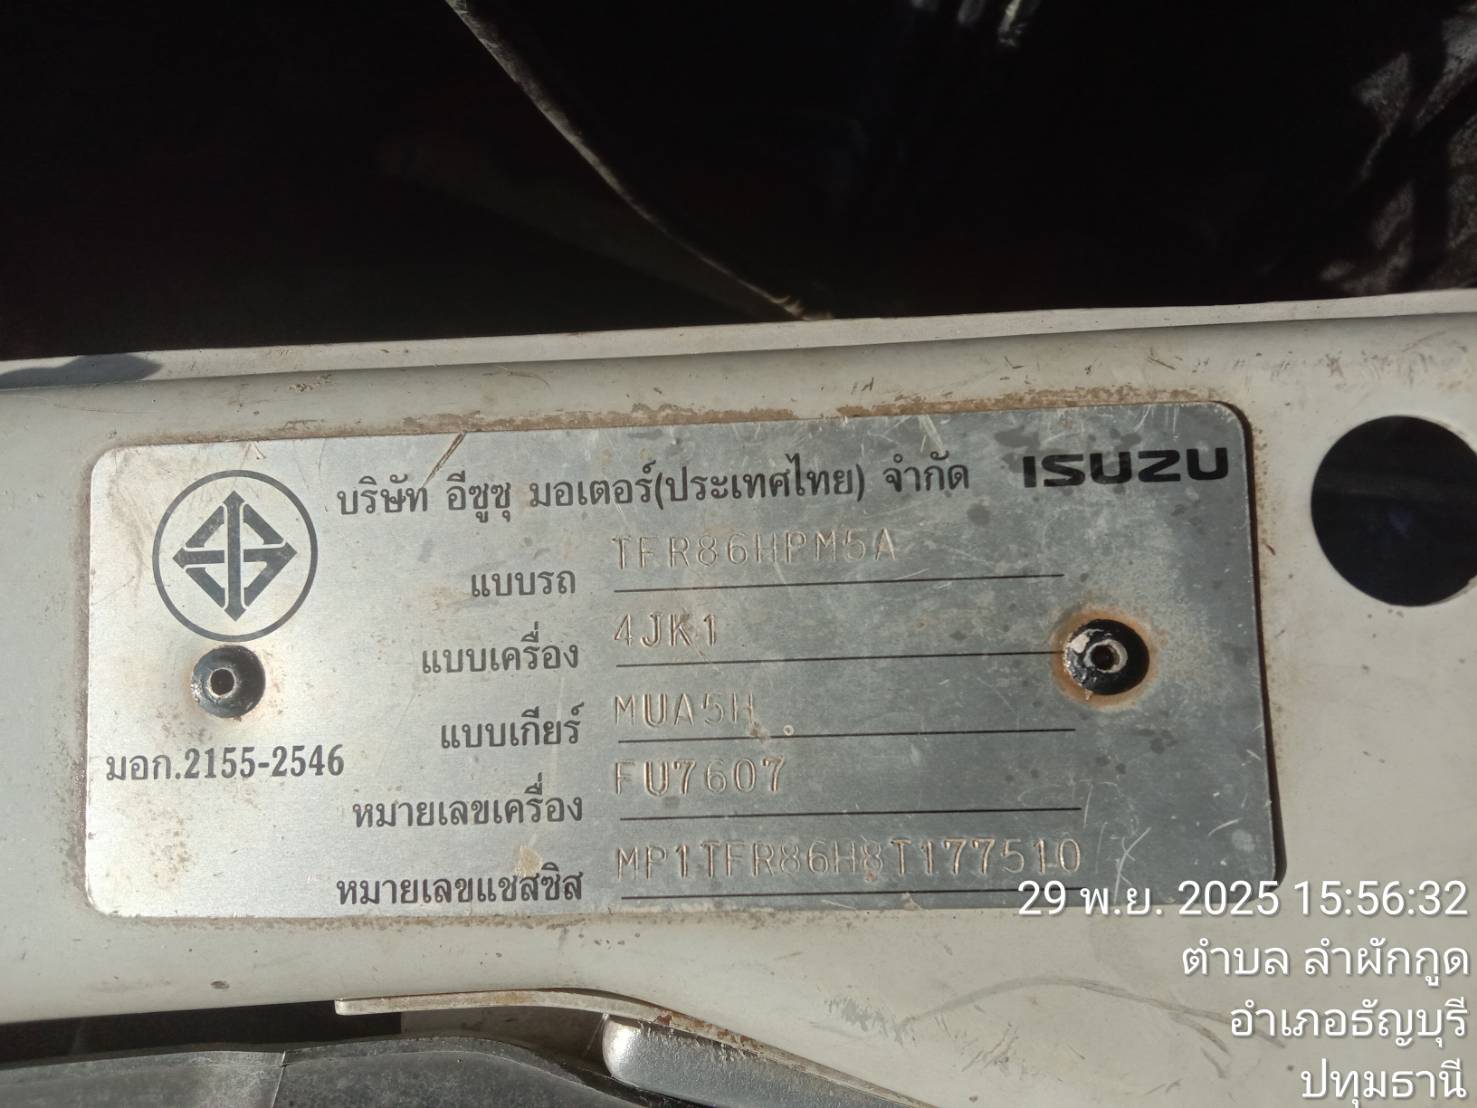 บริษัท อีซูซุ มอเตอร์(ประเทศไทย) จำกัด ISUZU
แบบรถ TFR86HPM5A
แบบเครื่อง 4JK1
แบบเกียร์ MUA5H
มอก.2155-2546
หมายเลขเครื่อง FU7607
หมายเลขแชสซิส MP1TFR86H8T177510
29 พ.ย. 2025 15:56:32
ตำบล ลำผักกูด
อำเภอธัญบุรี
ปทุมธานี